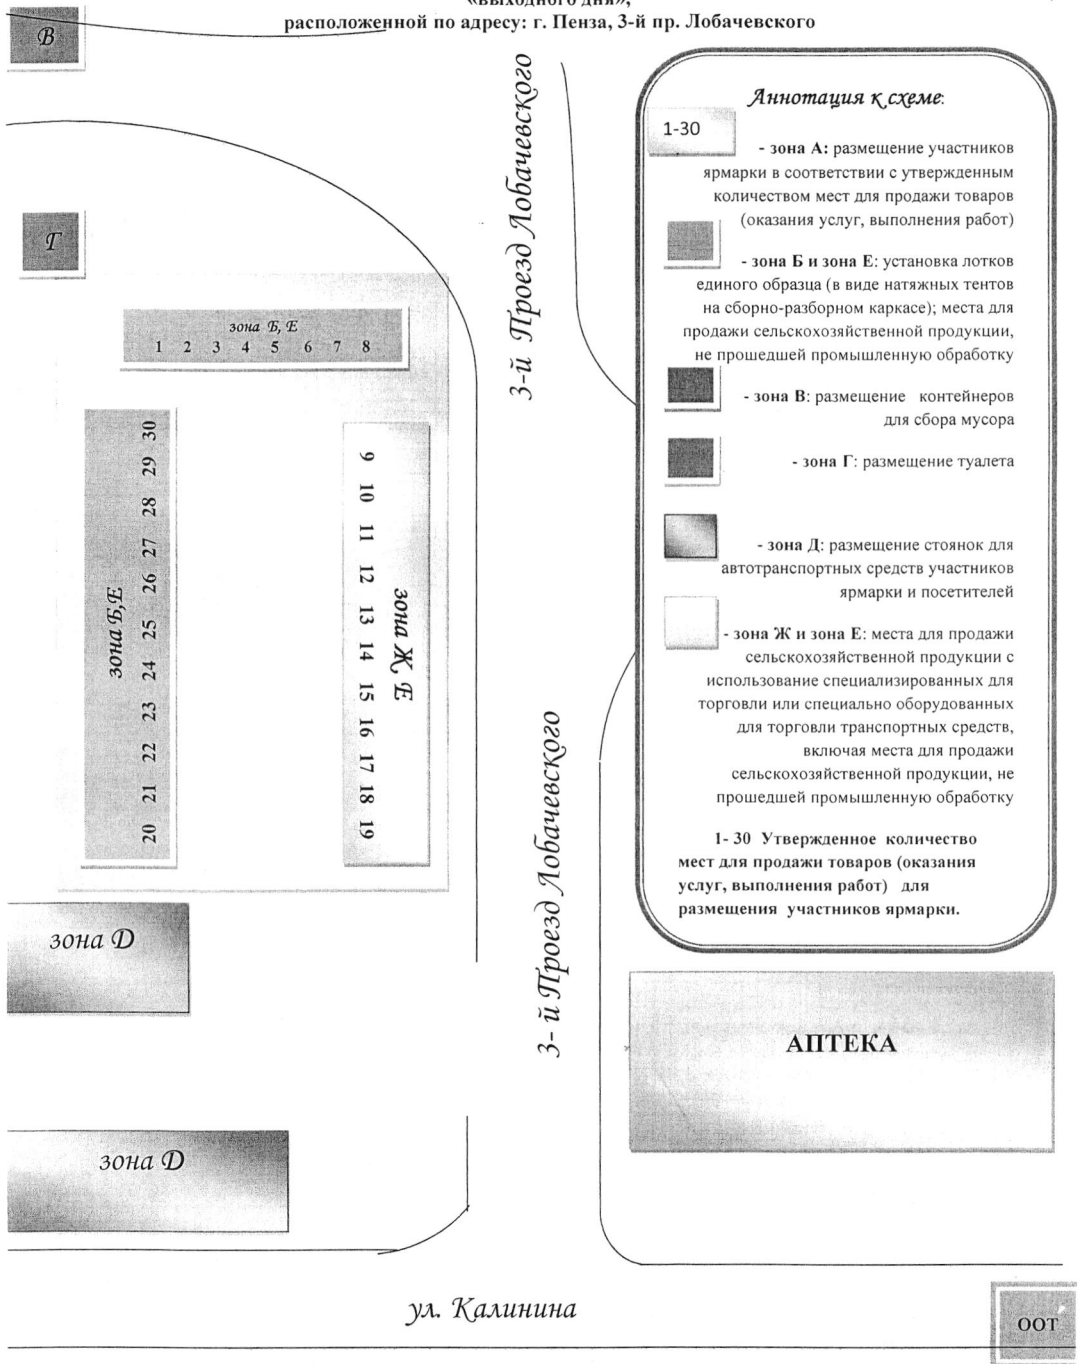 «выходного дня»,
расположенной по адресу: г. Пенза, 3-й пр. Лобачевского
В
Г
зона Б, Е
1 2 3 4 5 6 7 8
зона Б,Е
20 21 22 23 24 25 26 27 28 29 30
9 10 11 12 13 14 15 16 17 18 19
зона Ж, Е
зона Д
зона Д
3-й Проезд Лобачевского
3- й Проезд Лобачевского
Аннотация к схеме:
1-30
- зона А: размещение участников
ярмарки в соответствии с утвержденным
количеством мест для продажи товаров
(оказания услуг, выполнения работ)
- зона Б и зона Е: установка лотков
единого образца (в виде натяжных тентов
на сборно-разборном каркасе); места для
продажи сельскохозяйственной продукции,
не прошедшей промышленную обработку
- зона В: размещение контейнеров
для сбора мусора
- зона Г: размещение туалета
- зона Д: размещение стоянок для
автотранспортных средств участников
ярмарки и посетителей
- зона Ж и зона Е: места для продажи
сельскохозяйственной продукции с
использование специализированных для
торговли или специально оборудованных
для торговли транспортных средств,
включая места для продажи
сельскохозяйственной продукции, не
прошедшей промышленную обработку
1- 30 Утвержденное количество
мест для продажи товаров (оказания
услуг, выполнения работ) для
размещения участников ярмарки.
АПТЕКА
ул. Калинина
ООТ